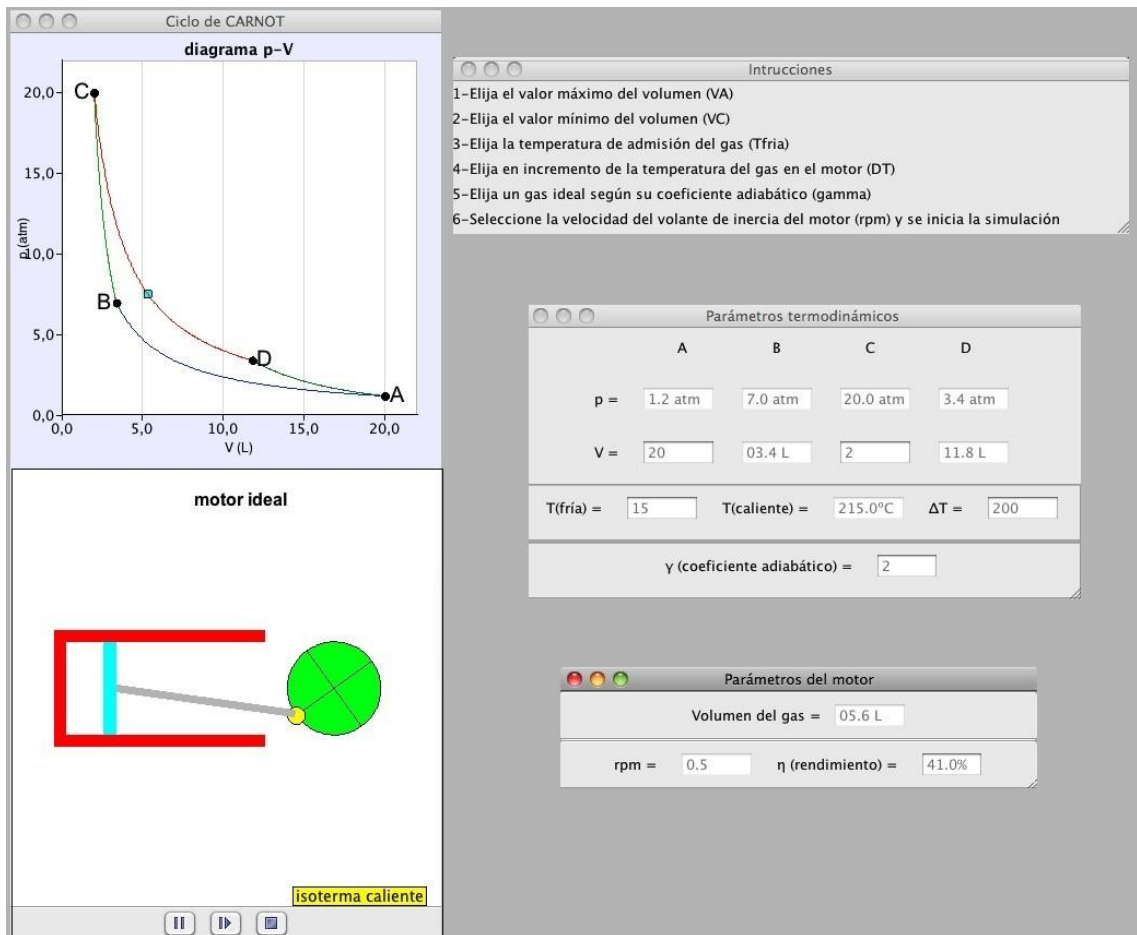 Ciclo de CARNOT
diagrama p-V
C
20,0
15,0
p (atm)
10,0
B
5,0
D
A
0,0
0,0 5,0 10,0 15,0 20,0
V (L)
motor ideal
isoterma caliente
Intrucciones
1-Elija el valor máximo del volumen (VA)
2-Elija el valor mínimo del volumen (VC)
3-Elija la temperatura de admisión del gas (Tfria)
4-Elija en incremento de la temperatura del gas en el motor (DT)
5-Elija un gas ideal según su coeficiente adiabático (gamma)
6-Seleccione la velocidad del volante de inercia del motor (rpm) y se inicia la simulación
Parámetros termodinámicos
A B C D
p = 1.2 atm 7.0 atm 20.0 atm 3.4 atm
V = 20 03.4 L 2 11.8 L
T(fría) = 15 T(caliente) = 215.0ºC ΔT = 200
γ (coeficiente adiabático) = 2
Parámetros del motor
Volumen del gas = 05.6 L
rpm = 0.5 η (rendimiento) = 41.0%